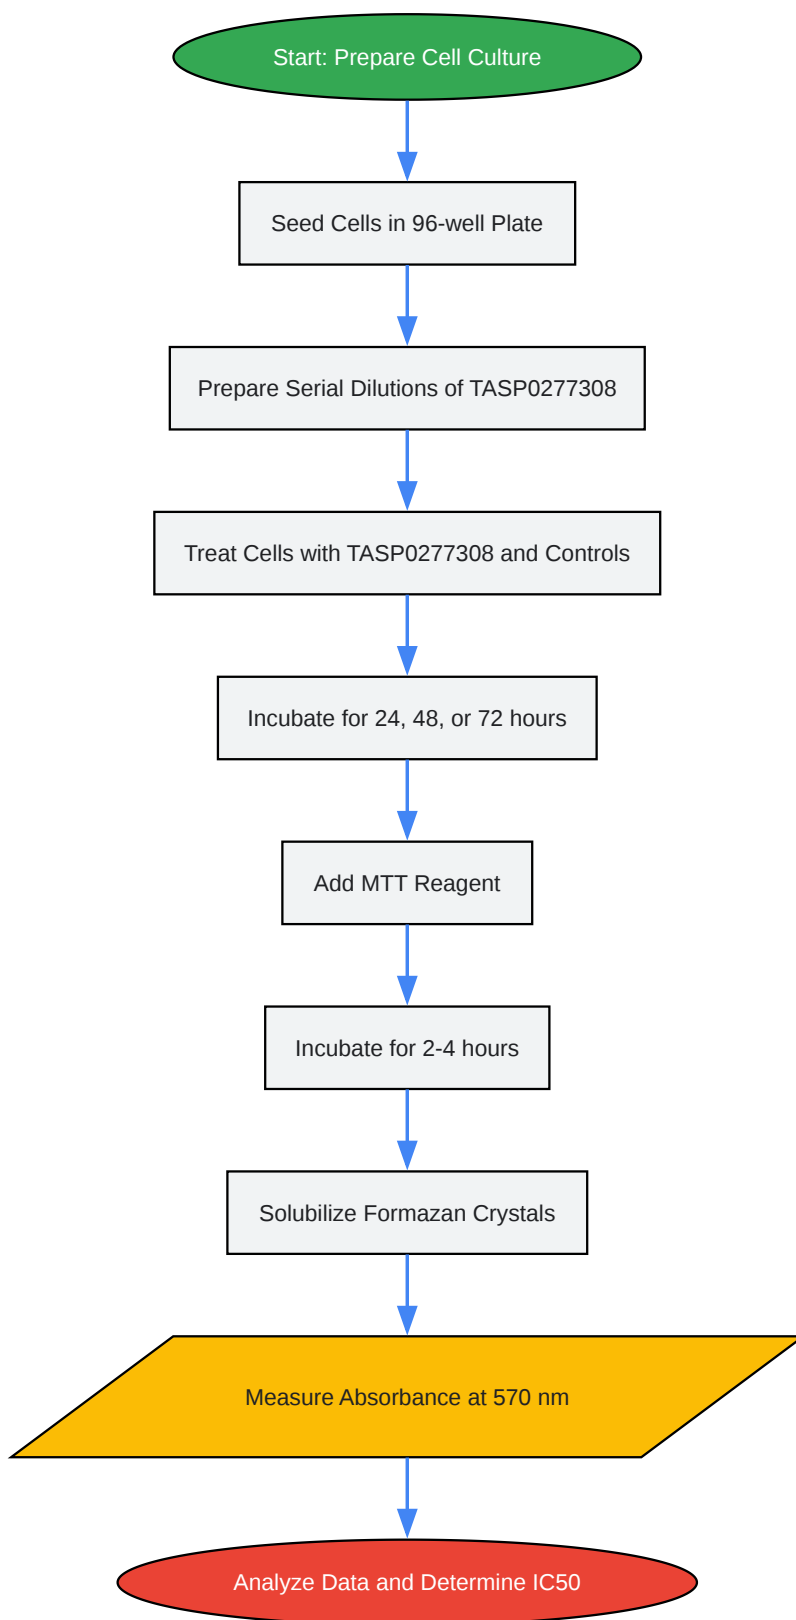 Start: Prepare Cell Culture
Seed Cells in 96-well Plate
Prepare Serial Dilutions of TASP0277308
Treat Cells with TASP0277308 and Controls
Incubate for 24, 48, or 72 hours
Add MTT Reagent
Incubate for 2-4 hours
Solubilize Formazan Crystals
Measure Absorbance at 570 nm
Analyze Data and Determine IC50